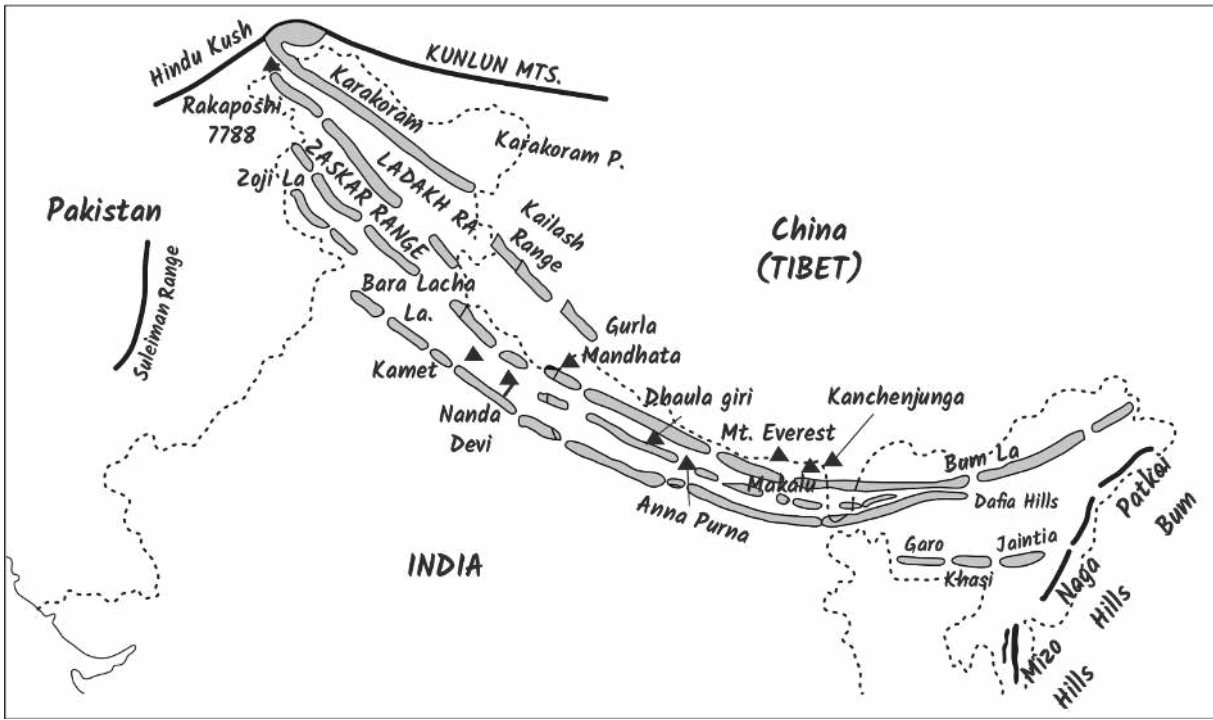 Hindu Kush
KUNLUN MTS.
Karakoram
Rakaposhi
7788
Karakoram P.
LADAKH RA.
ZASKAR RANGE
Zoji La
Pakistan
Suleiman Range
Kailash
Range
China
(TIBET)
Bara Lacha
La.
Gurla
Mandhata
Kamet
Nanda
Devi
Dhaula giri
Kanchenjunga
Mt. Everest
Makalu
Anna Purna
Bum La
Dafia Hills
Patkai
Bum
INDIA
Garo
Khasi
Jaintia
Naga
Hills
Mizo
Hills